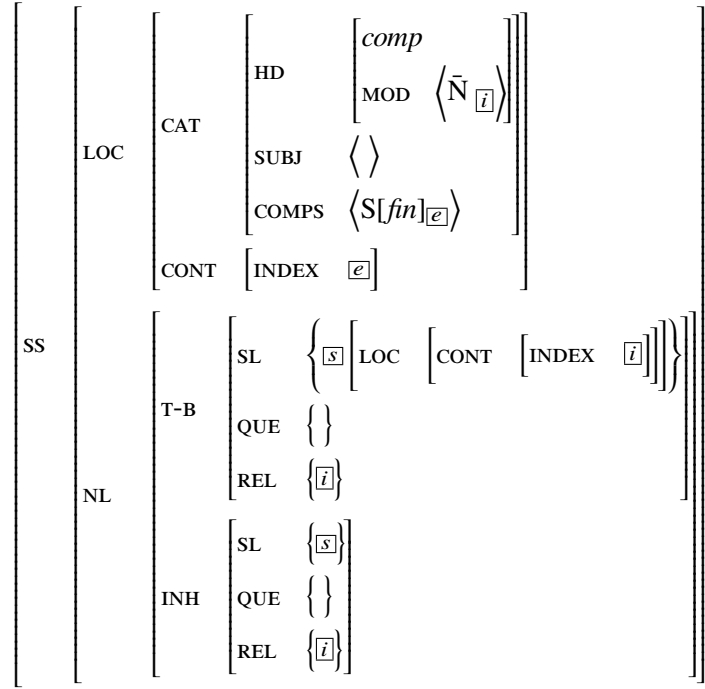 comp
HD
MOD ⟨N̄ i⟩
CAT
LOC
SUBJ ⟨ ⟩
COMPS ⟨S[fin]e⟩
CONT [INDEX e]
SS
SL {s [LOC [CONT [INDEX i]]]}
T-B
QUE { }
REL {i}
NL
SL {s}
INH QUE { }
REL {i}